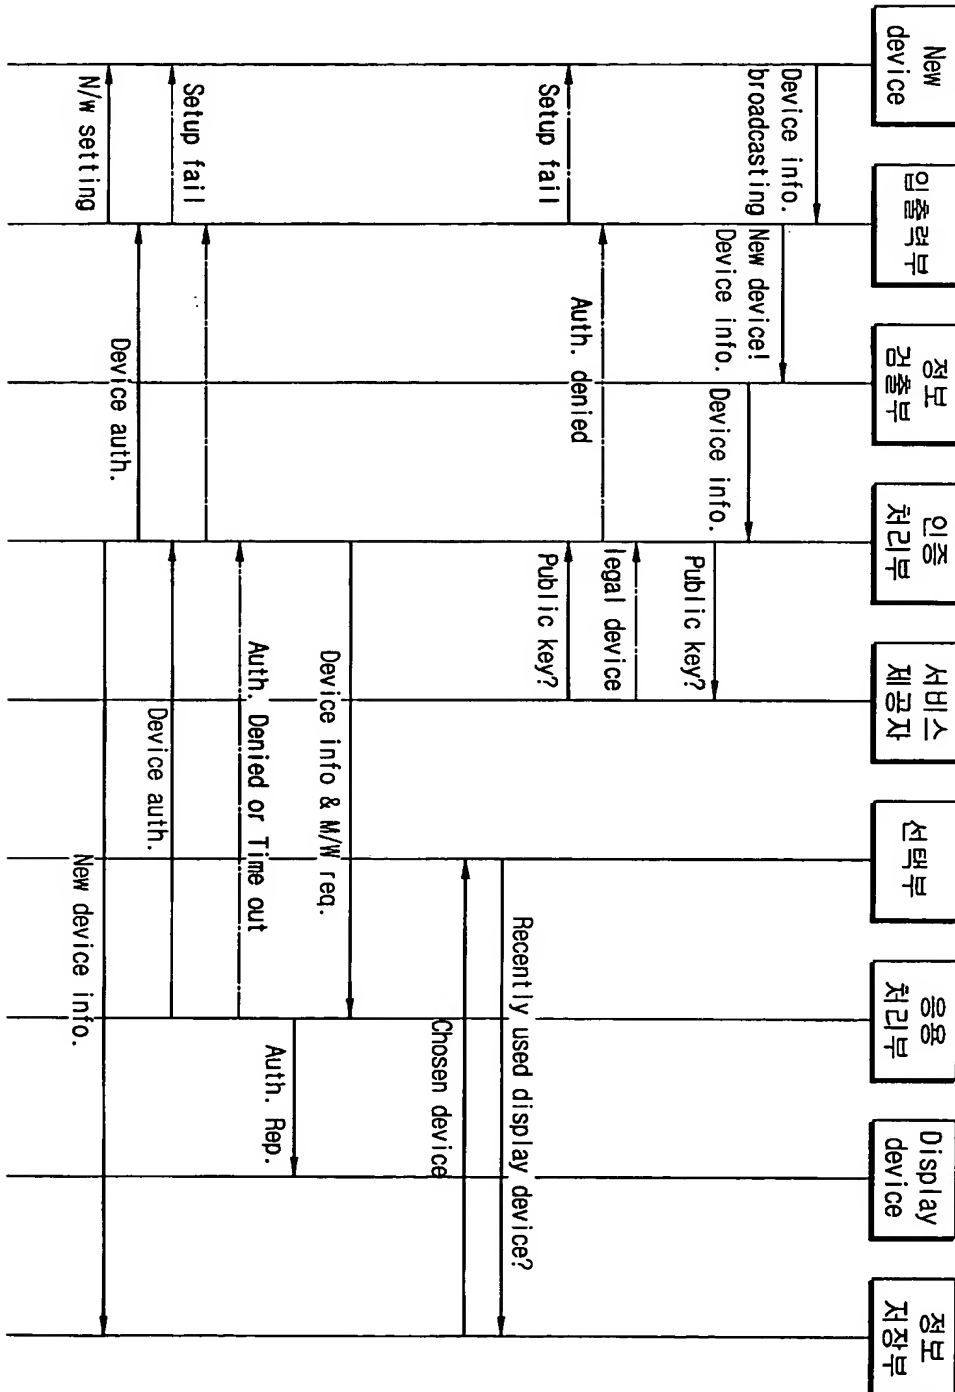 New
device
입출력부
정보
검출부
인증
처리부
서비스
제공자
선택부
응용
처리부
Display
device
정보
저장부
Device info.
broadcasting
New device!
Device info.
Device info.
Public key?
legal device
Auth. denied
Public key?
Setup fail
Recently used display device?
Chosen device
Device info & M/W req.
Auth. Rep.
Auth. Denied or Time out
Setup fail
Device auth.
Device auth.
N/W setting
New device info.